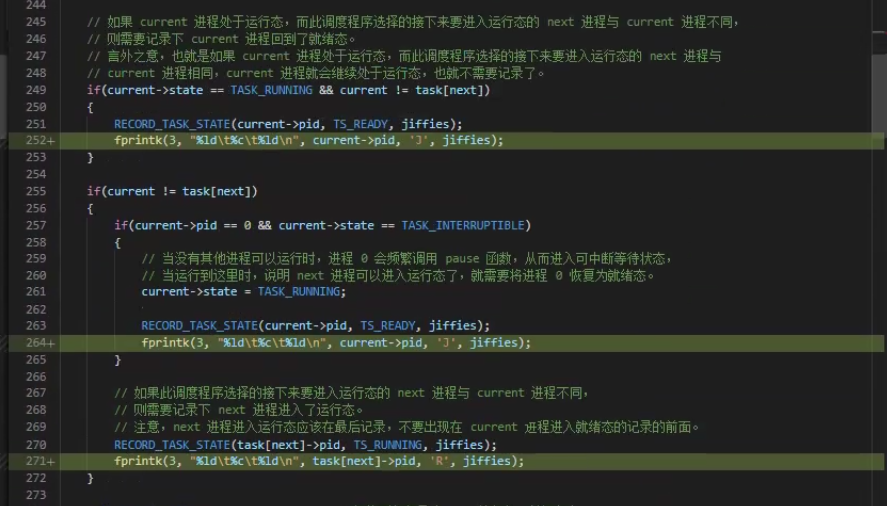 244
245 // 如果 current 进程处于运行态，而此调度程序选择的接下来要进入运行态的 next 进程与 current 进程不同，
246 // 则需要记录下 current 进程回到了就绪态。
247 // 言外之意，也就是如果 current 进程处于运行态，而此调度程序选择的接下来要进入运行态的 next 进程与
248 // current 进程相同，current 进程就会继续处于运行态，也就不需要记录了。
249 if(current->state == TASK_RUNNING && current != task[next])
250 {
251 RECORD_TASK_STATE(current->pid, TS_READY, jiffies);
252+ fprintk(3, "%ld\t%c\t%ld\n", current->pid, 'J', jiffies);
253 }
254
255 if(current != task[next])
256 {
257 if(current->pid == 0 && current->state == TASK_INTERRUPTIBLE)
258 {
259 // 当没有其他进程可以运行时，进程 0 会频繁调用 pause 函数，从而进入可中断等待状态，
260 // 当运行到这里时，说明 next 进程可以进入运行态了，就需要将进程 0 恢复为就绪态。
261 current->state = TASK_RUNNING;
262
263 RECORD_TASK_STATE(current->pid, TS_READY, jiffies);
264+ fprintk(3, "%ld\t%c\t%ld\n", current->pid, 'J', jiffies);
265 }
266
267 // 如果此调度程序选择的接下来要进入运行态的 next 进程与 current 进程不同，
268 // 则需要记录下 next 进程进入了运行态。
269 // 注意，next 进程进入运行态应该在最后记录，不要出现在 current 进程进入就绪态的记录的前面。
270 RECORD_TASK_STATE(task[next]->pid, TS_RUNNING, jiffies);
271+ fprintk(3, "%ld\t%c\t%ld\n", task[next]->pid, 'R', jiffies);
272 }
273